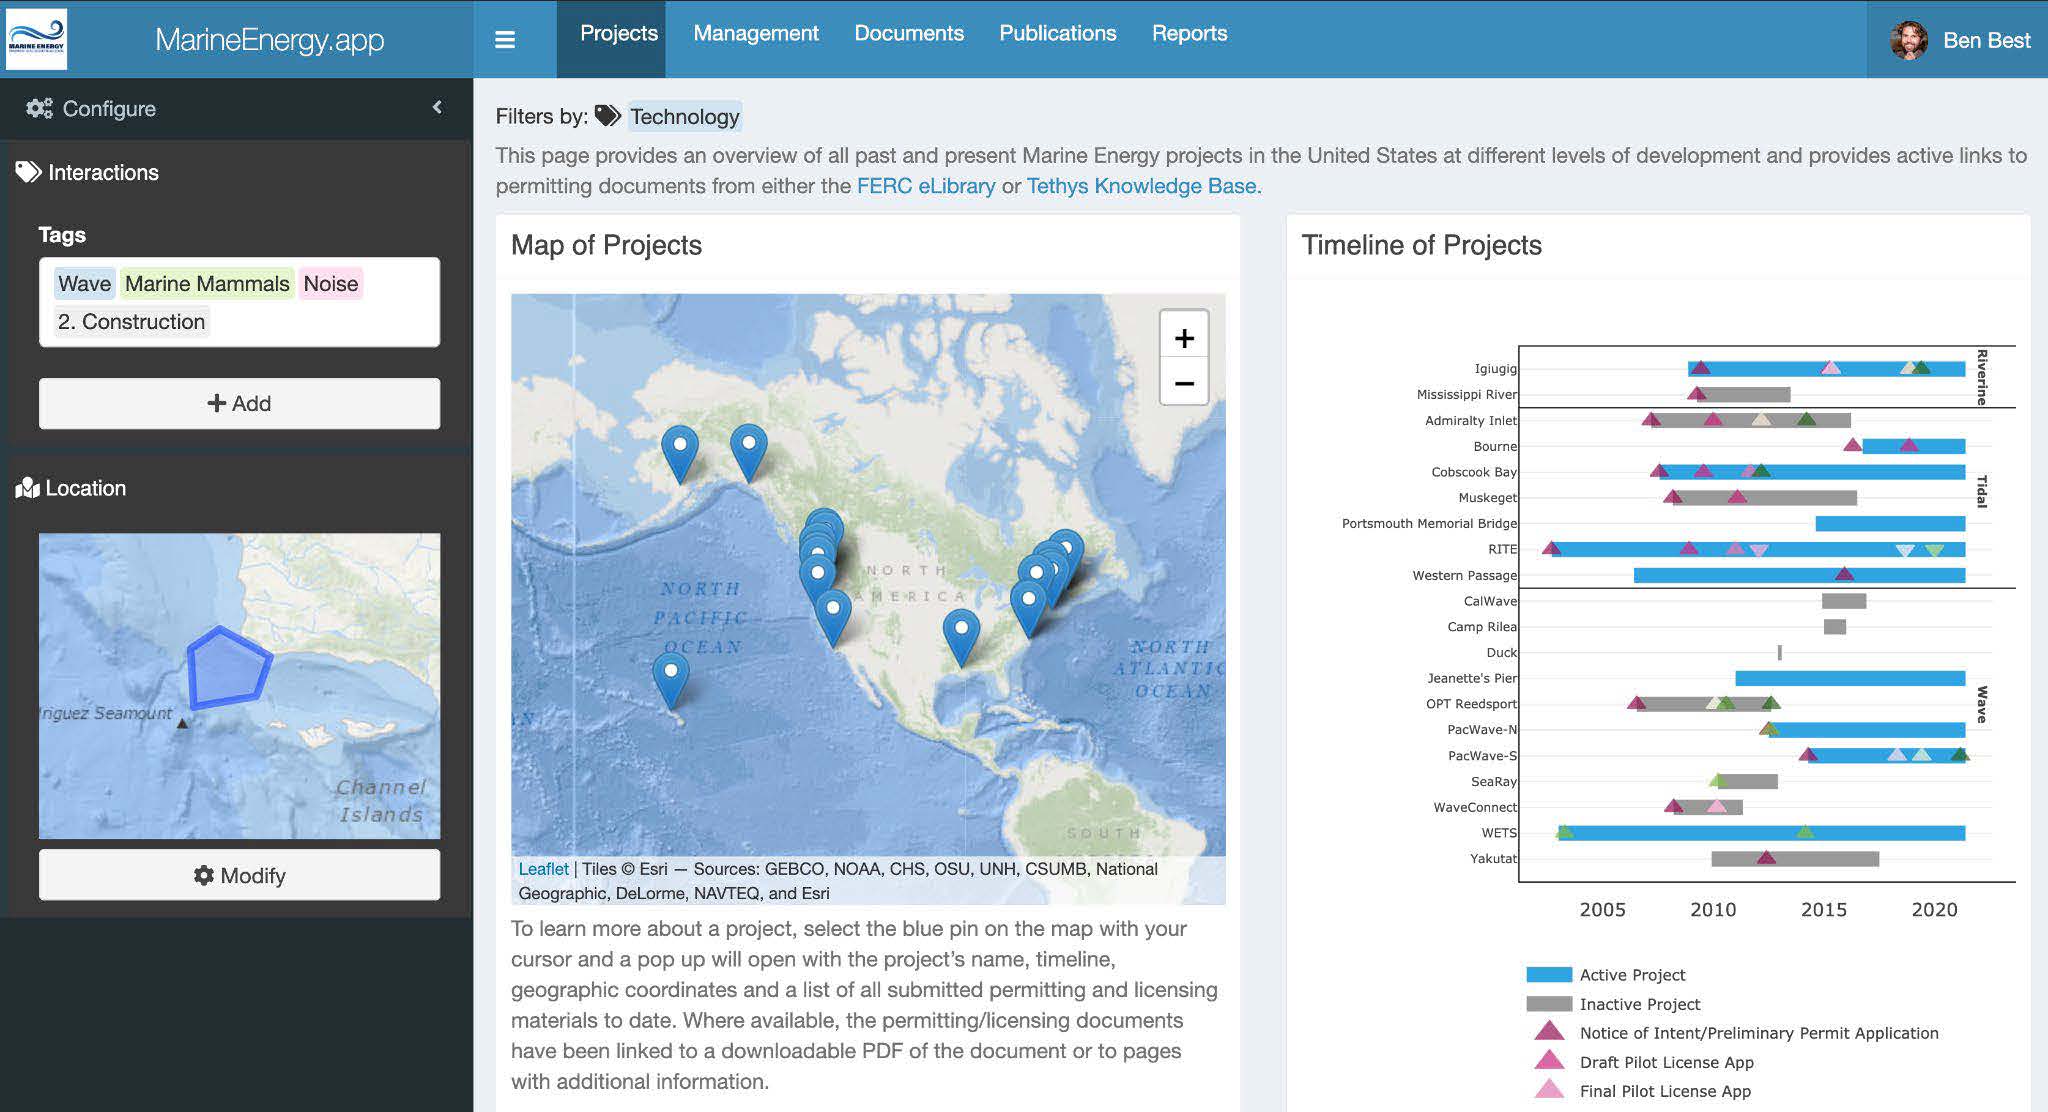 MARINE ENERGY
MarineEnergy.app
Projects
Management
Documents
Publications
Reports
Ben Best
Configure
Interactions
Tags
Wave Marine Mammals Noise
2. Construction
+ Add
Location
Seamount
Channel
Islands
Modify
Filters by: Technology
This page provides an overview of all past and present Marine Energy projects in the United States at different levels of development and provides active links to
permitting documents from either the FERC eLibrary or Tethys Knowledge Base.
Map of Projects
+
−
NORTH
PACIFIC
OCEAN
NORTH
AMERICA
NORTH
ATLANTIC
OCEAN
SOUTH
Leaflet | Tiles © Esri — Sources: GEBCO, NOAA, CHS, OSU, UNH, CSUMB, National
Geographic, DeLorme, NAVTEQ, and Esri
To learn more about a project, select the blue pin on the map with your
cursor and a pop up will open with the project's name, timeline,
geographic coordinates and a list of all submitted permitting and licensing
materials to date. Where available, the permitting/licensing documents
have been linked to a downloadable PDF of the document or to pages
with additional information.
Timeline of Projects
Igiugig
Mississippi River
Riverine
Admiralty Inlet
Bourne
Cobscook Bay
Muskeget
Portsmouth Memorial Bridge
RITE
Western Passage
Tidal
CalWave
Camp Rilea
Duck
Jeanette's Pier
OPT Reedsport
PacWave-N
PacWave-S
SeaRay
WaveConnect
WETS
Yakutat
Wave
2005
2010
2015
2020
Active Project
Inactive Project
Notice of Intent/Preliminary Permit Application
Draft Pilot License App
Final Pilot License App